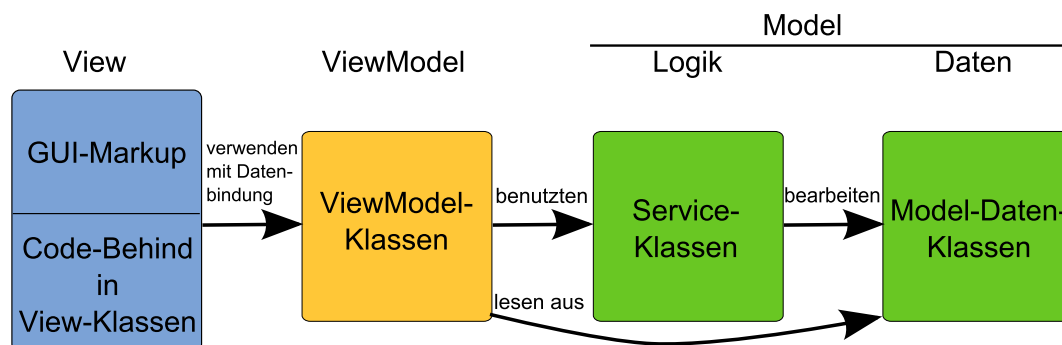 Model
View
ViewModel
Logik
Daten
GUI-Markup
Code-Behind
in
View-Klassen
verwenden
mit Daten-
bindung
ViewModel-
Klassen
benutzten
lesen aus
Service-
Klassen
bearbeiten
Model-Daten-
Klassen